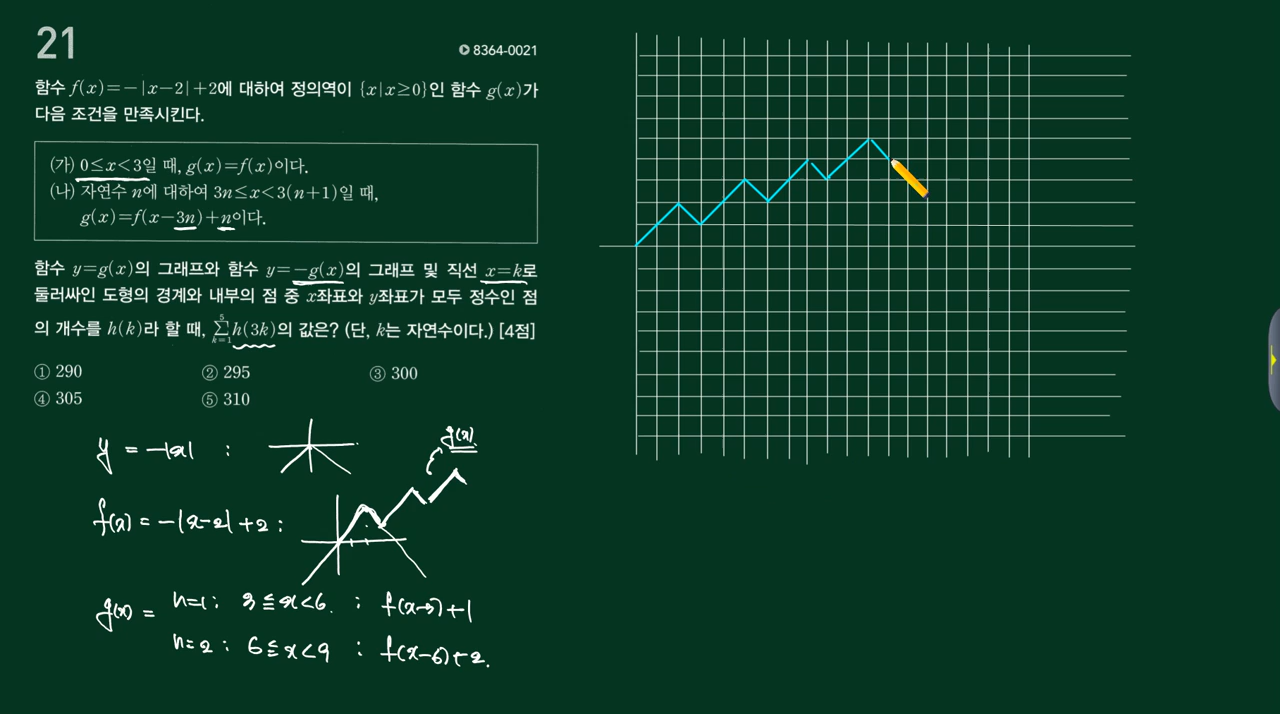 21
8364-0021
함수 f(x)=-|x-2|+2에 대하여 정의역이 {x|x≥0}인 함수 g(x)가
다음 조건을 만족시킨다.
(가) 0≤x<3일 때, g(x)=f(x)이다.
(나) 자연수 n에 대하여 3n≤x<3(n+1)일 때,
g(x)=f(x-3n)+n이다.
함수 y=g(x)의 그래프와 함수 y=-g(x)의 그래프 및 직선 x=k로
둘러싸인 도형의 경계와 내부의 점 중 x좌표와 y좌표가 모두 정수인 점
의 개수를 h(k)라 할 때, \sum_{k=1}^{5} h(3k)의 값은? (단, k는 자연수이다.) [4점]
① 290 ② 295 ③ 300
④ 305 ⑤ 310
y = -|x| :
g(x)
f(x) = -|x-2|+2 :
g(x) = n=1 : 3≦x<6. : f(x-3)+1
n=2 : 6≦x<9 : f(x-6)+2.